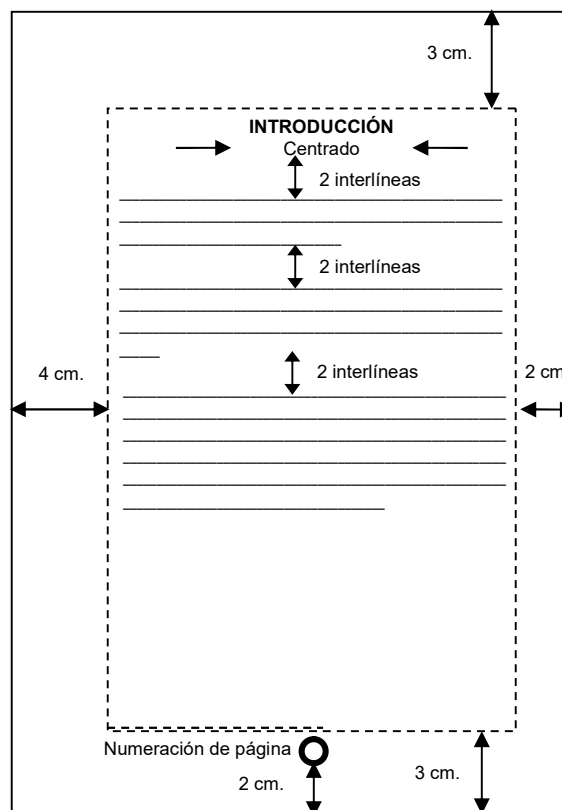 3 cm.
INTRODUCCIÓN
Centrado
2 interlíneas
2 interlíneas
2 interlíneas
4 cm.
2 cm
Numeración de página
2 cm.
3 cm.